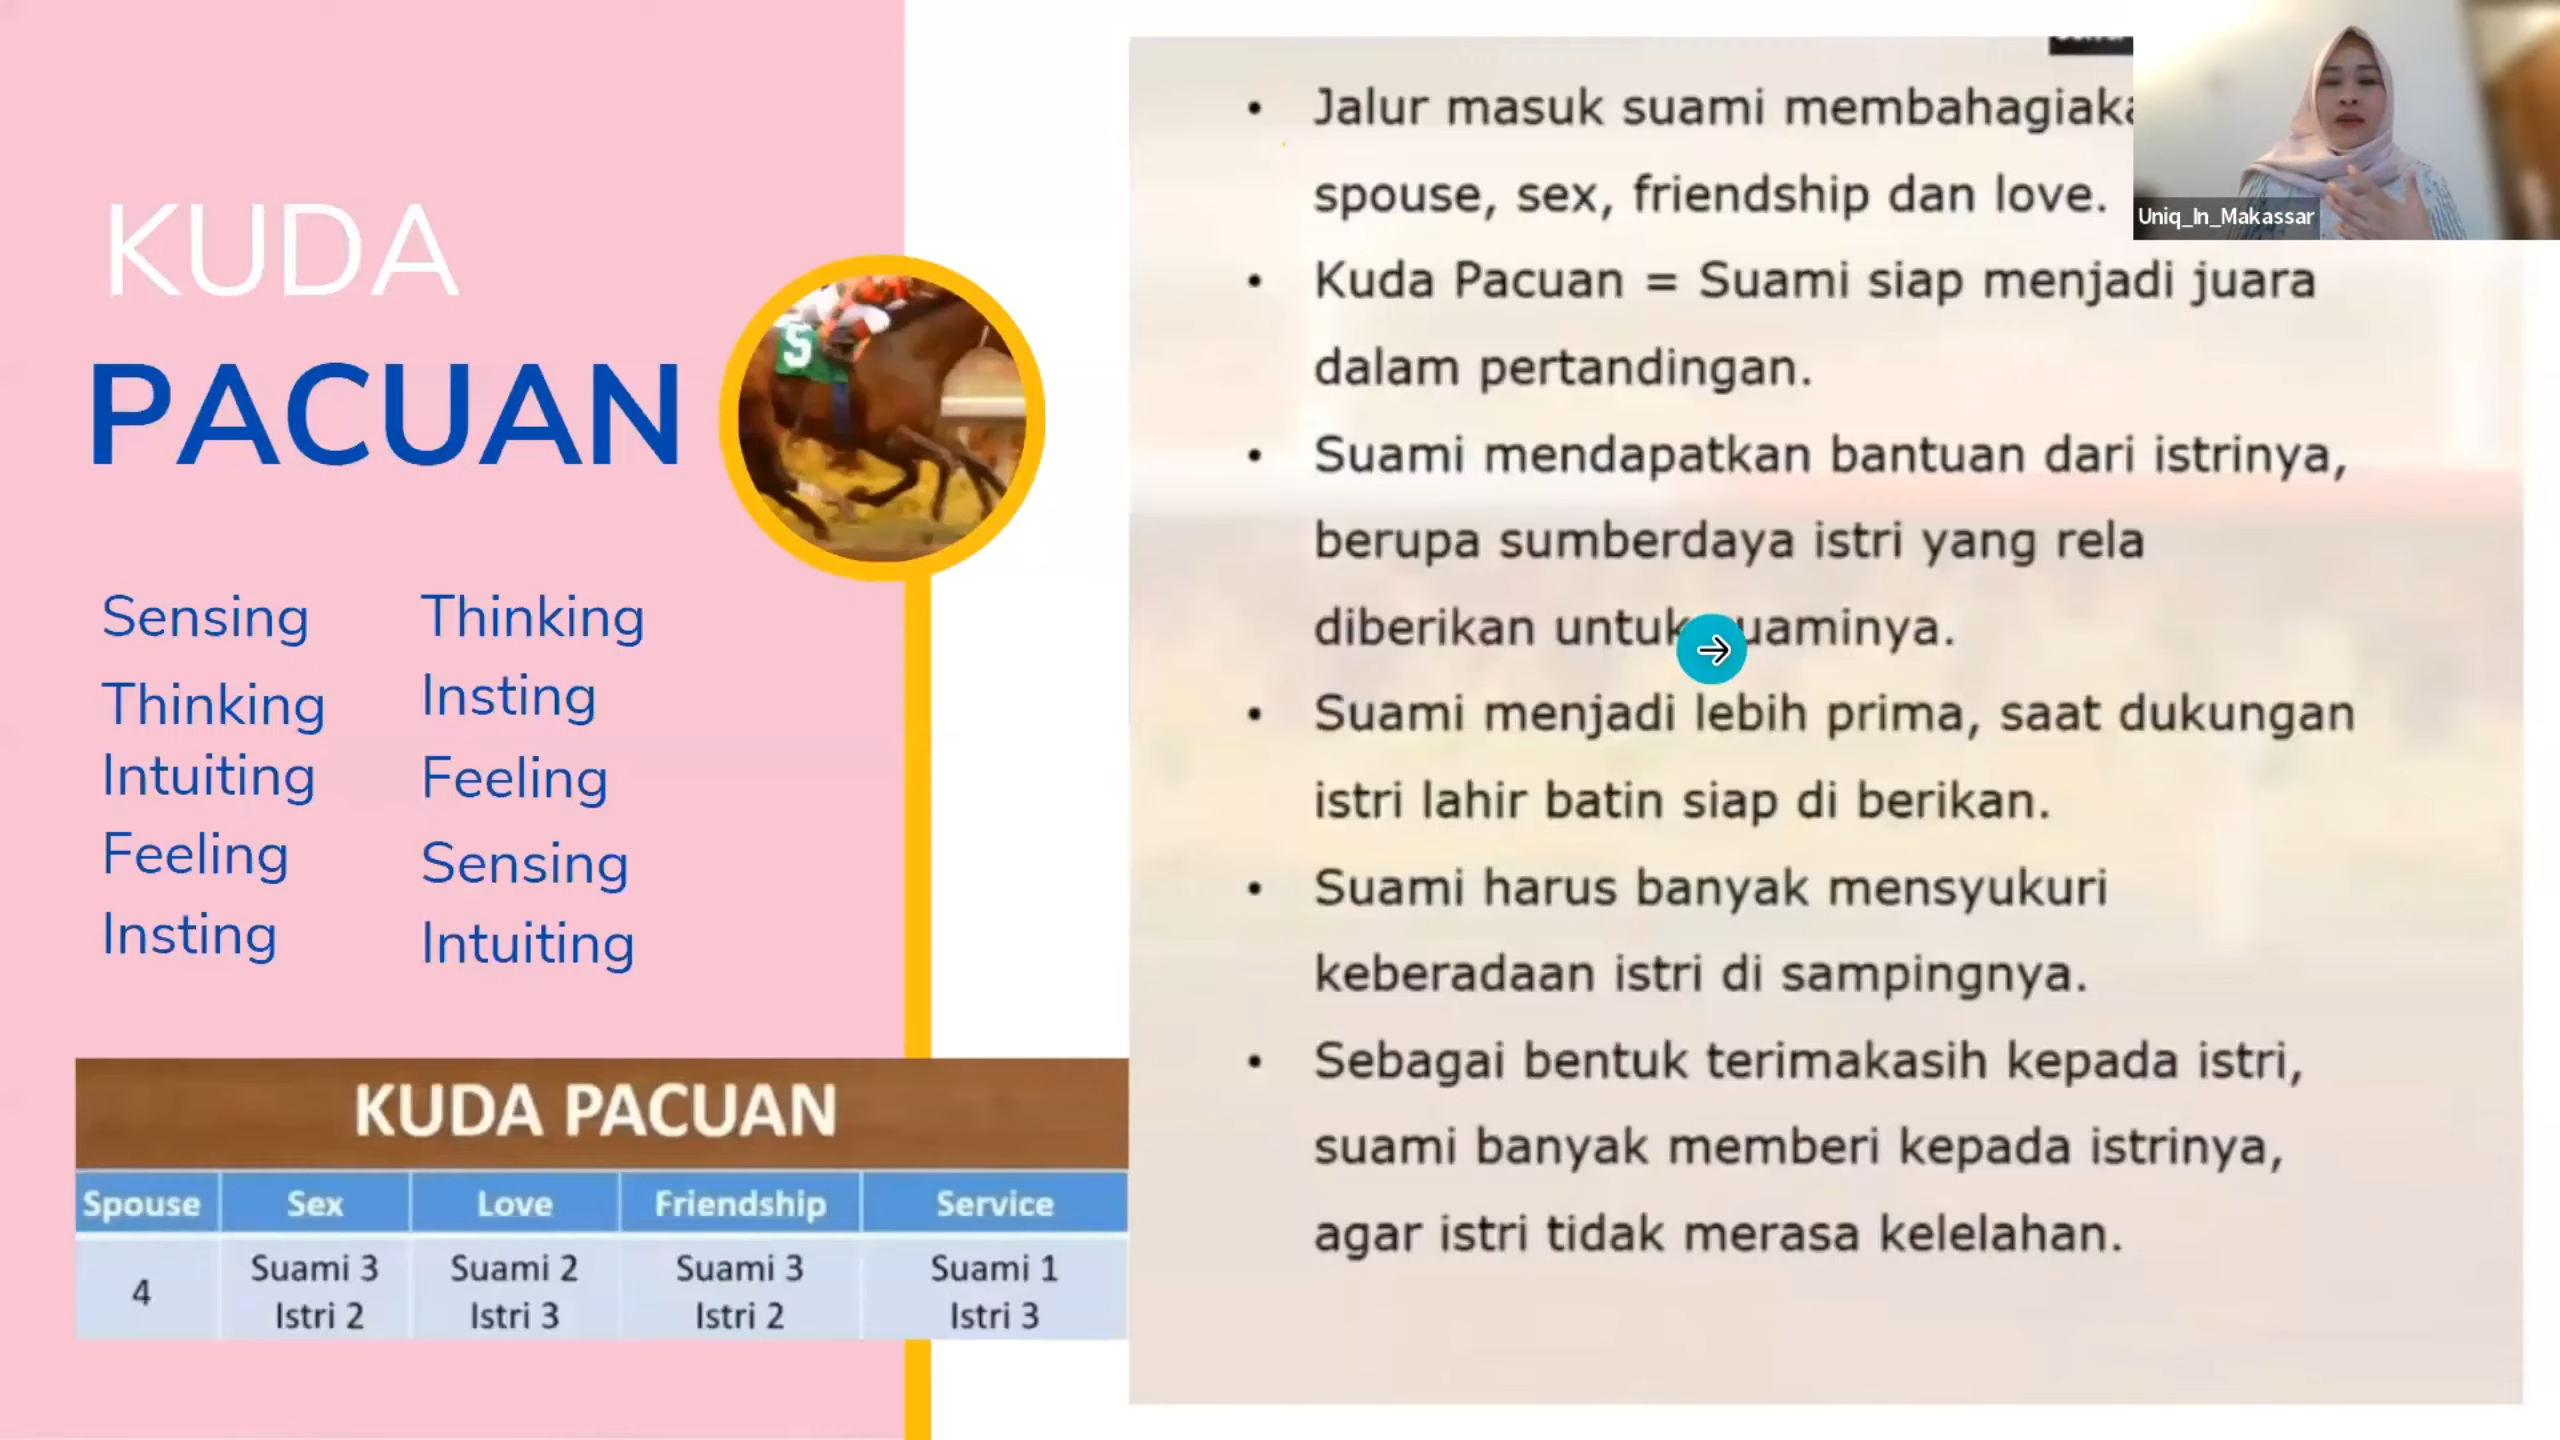 KUDA
PACUAN
Sensing Thinking
Thinking Insting
Intuiting Feeling
Feeling Sensing
Insting Intuiting
KUDA PACUAN
Spouse Sex Love Friendship Service
4 Suami 3 Suami 2 Suami 3 Suami 1
Istri 2 Istri 3 Istri 2 Istri 3
S
• Jalur masuk suami
spouse, sex, friendship dan love.
• Kuda Pacuan = Suami siap menjadi juara
dalam pertandingan.
• Suami mendapatkan bantuan dari istrinya,
berupa sumberdaya istri yang rela
diberikan untuk
• Suami menjadi lebih prima, saat dukungan
istri lahir batin siap di berikan.
• Suami harus banyak mensyukuri
keberadaan istri di sampingnya.
• Sebagai bentuk terimakasih kepada istri,
suami banyak memberi kepada istrinya,
agar istri tidak merasa kelelahan.
Uniq_In_Makassar